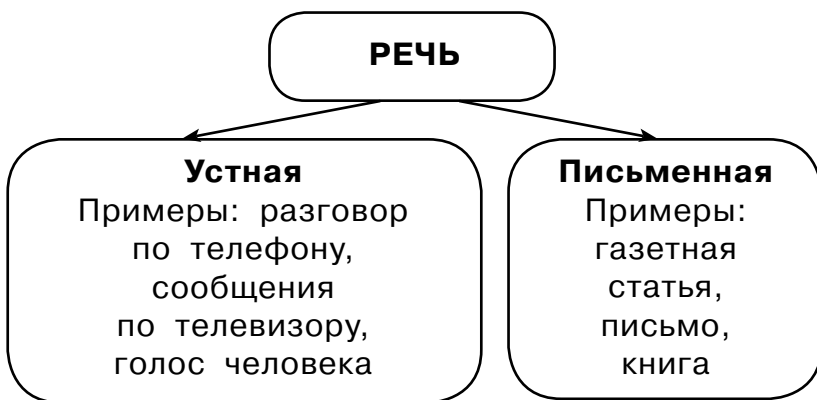 РЕЧЬ
Устная
Примеры: разговор
по телефону,
сообщения
по телевизору,
голос человека
Письменная
Примеры:
газетная
статья,
письмо,
книга